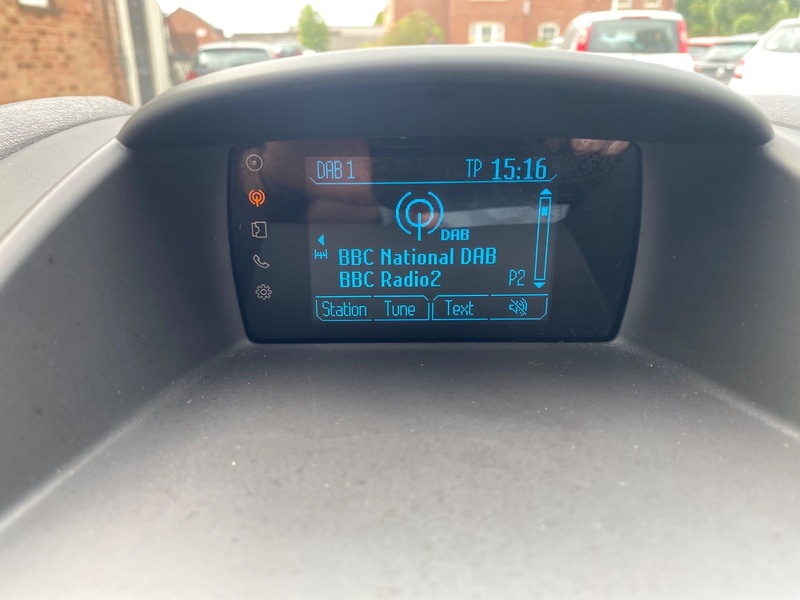 DAB 1 TP 15:16
DAB
BBC National DAB
BBC Radio2 P2
Station Tune Text